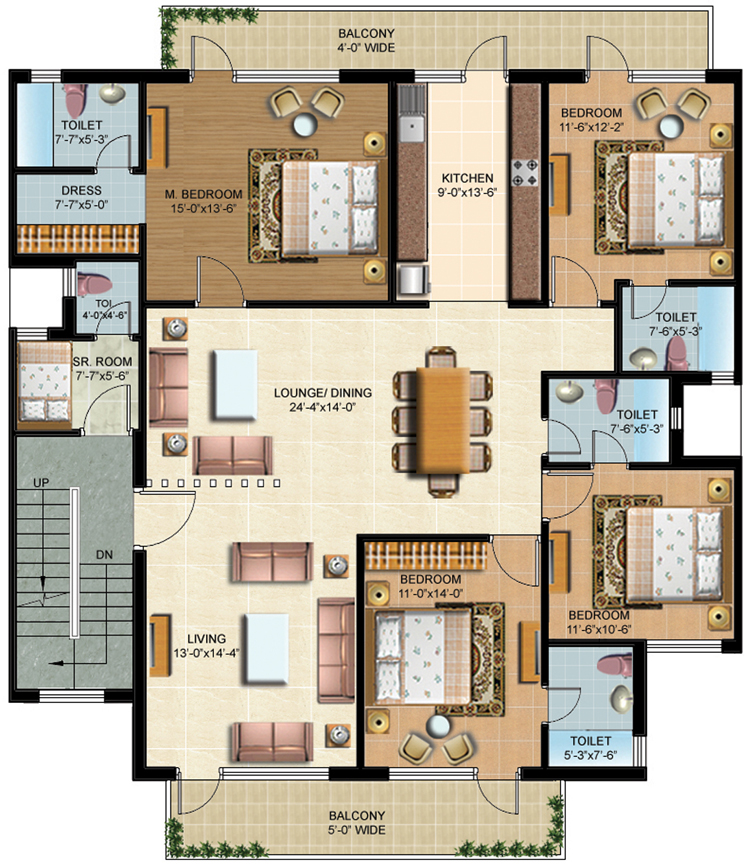 BALCONY
4'-0" WIDE
TOILET
7'-7"x5'-3"
DRESS
7'-7"x5'-0"
M. BEDROOM
15'-0"x13'-6"
KITCHEN
9'-0"x13'-6"
BEDROOM
11'-6"x12'-2"
TOI.
4'-0"x4'-6"
SR. ROOM
7'-7"x5'-6"
TOILET
7'-6"x5'-3"
LOUNGE/ DINING
24'-4"x14'-0"
TOILET
7'-6"x5'-3"
UP
DN
BEDROOM
11'-0"x14'-0"
BEDROOM
11'-6"x10'-6"
LIVING
13'-0"x14'-4"
TOILET
5'-3"x7'-6"
BALCONY
5'-0" WIDE